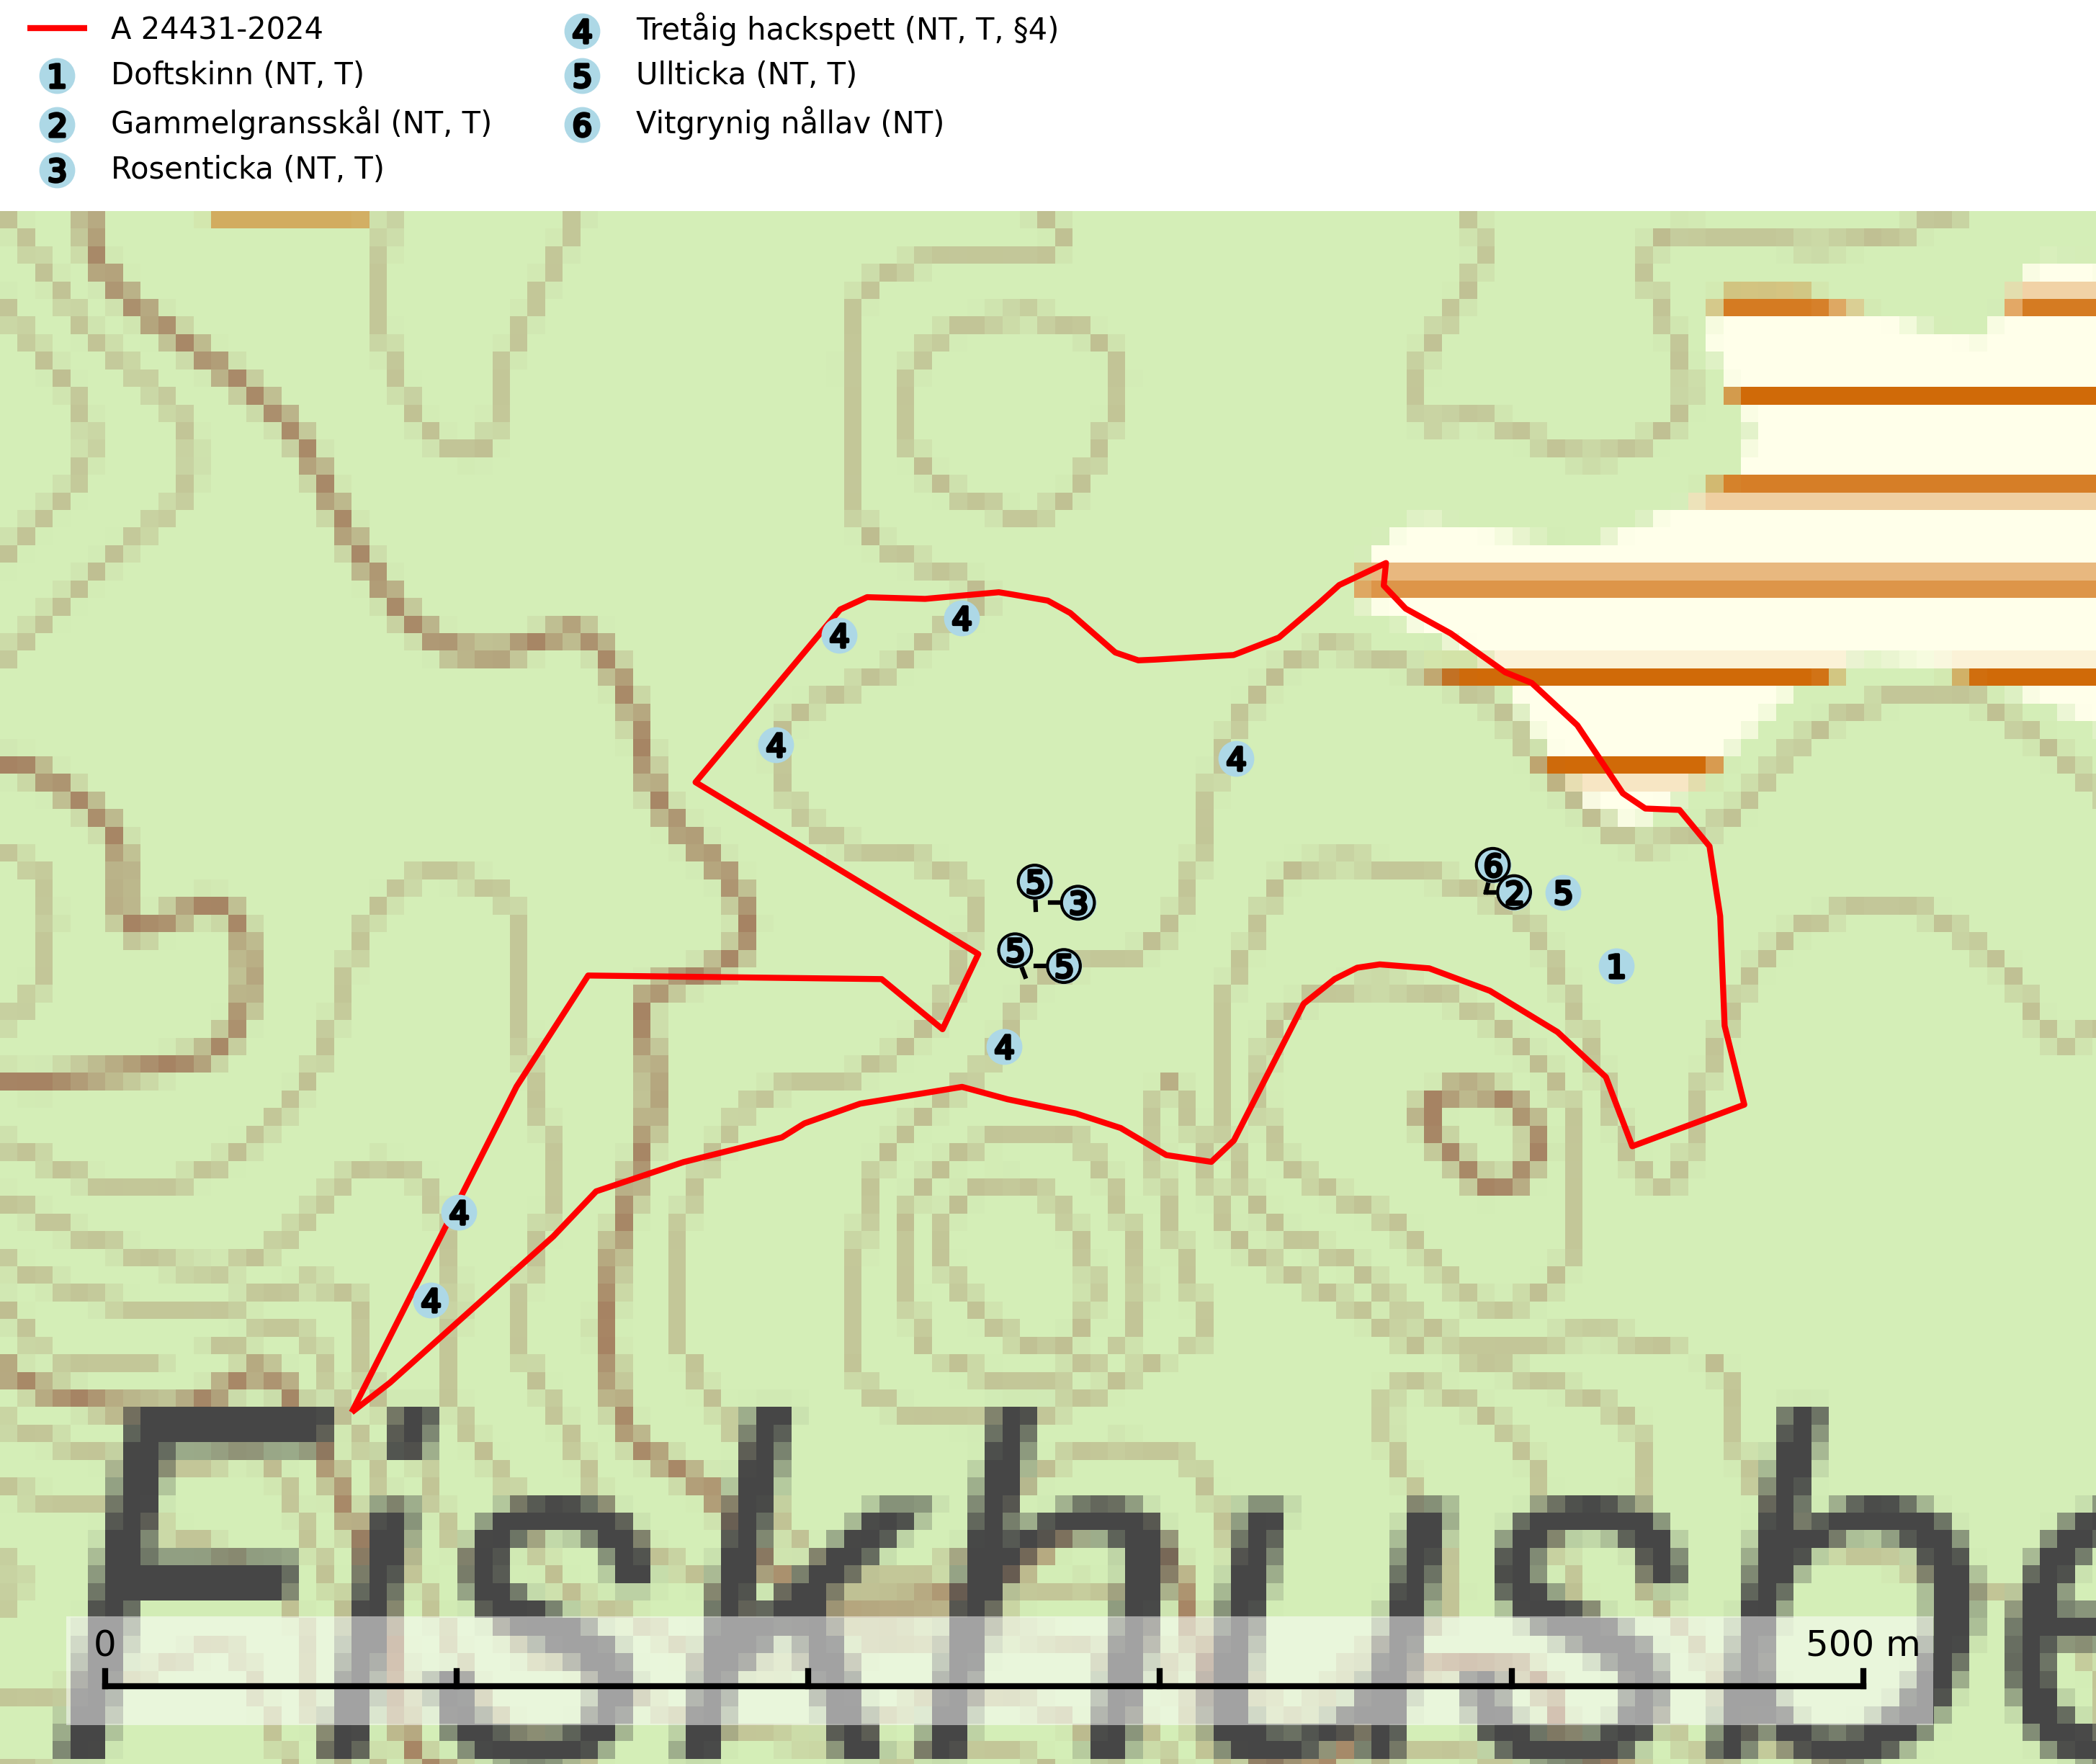 A 24431-2024
1 Doftskinn (NT, T)
2 Gammelgransskål (NT, T)
3 Rosenticka (NT, T)
4 Tretåig hackspett (NT, T, §4)
5 Ullticka (NT, T)
6 Vitgrynig nållav (NT)
4 4
4 4
6
5 3 2 5
5 5 1
4
4
4
Fiskhusbe
0 500 m